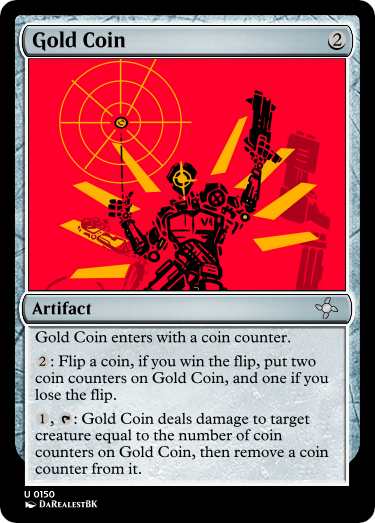 Gold Coin 2
Artifact
Gold Coin enters with a coin counter.
2: Flip a coin, if you win the flip, put two
coin counters on Gold Coin, and one if you
lose the flip.
1, : Gold Coin deals damage to target
creature equal to the number of coin
counters on Gold Coin, then remove a coin
counter from it.
U 0150
DaRealestBK